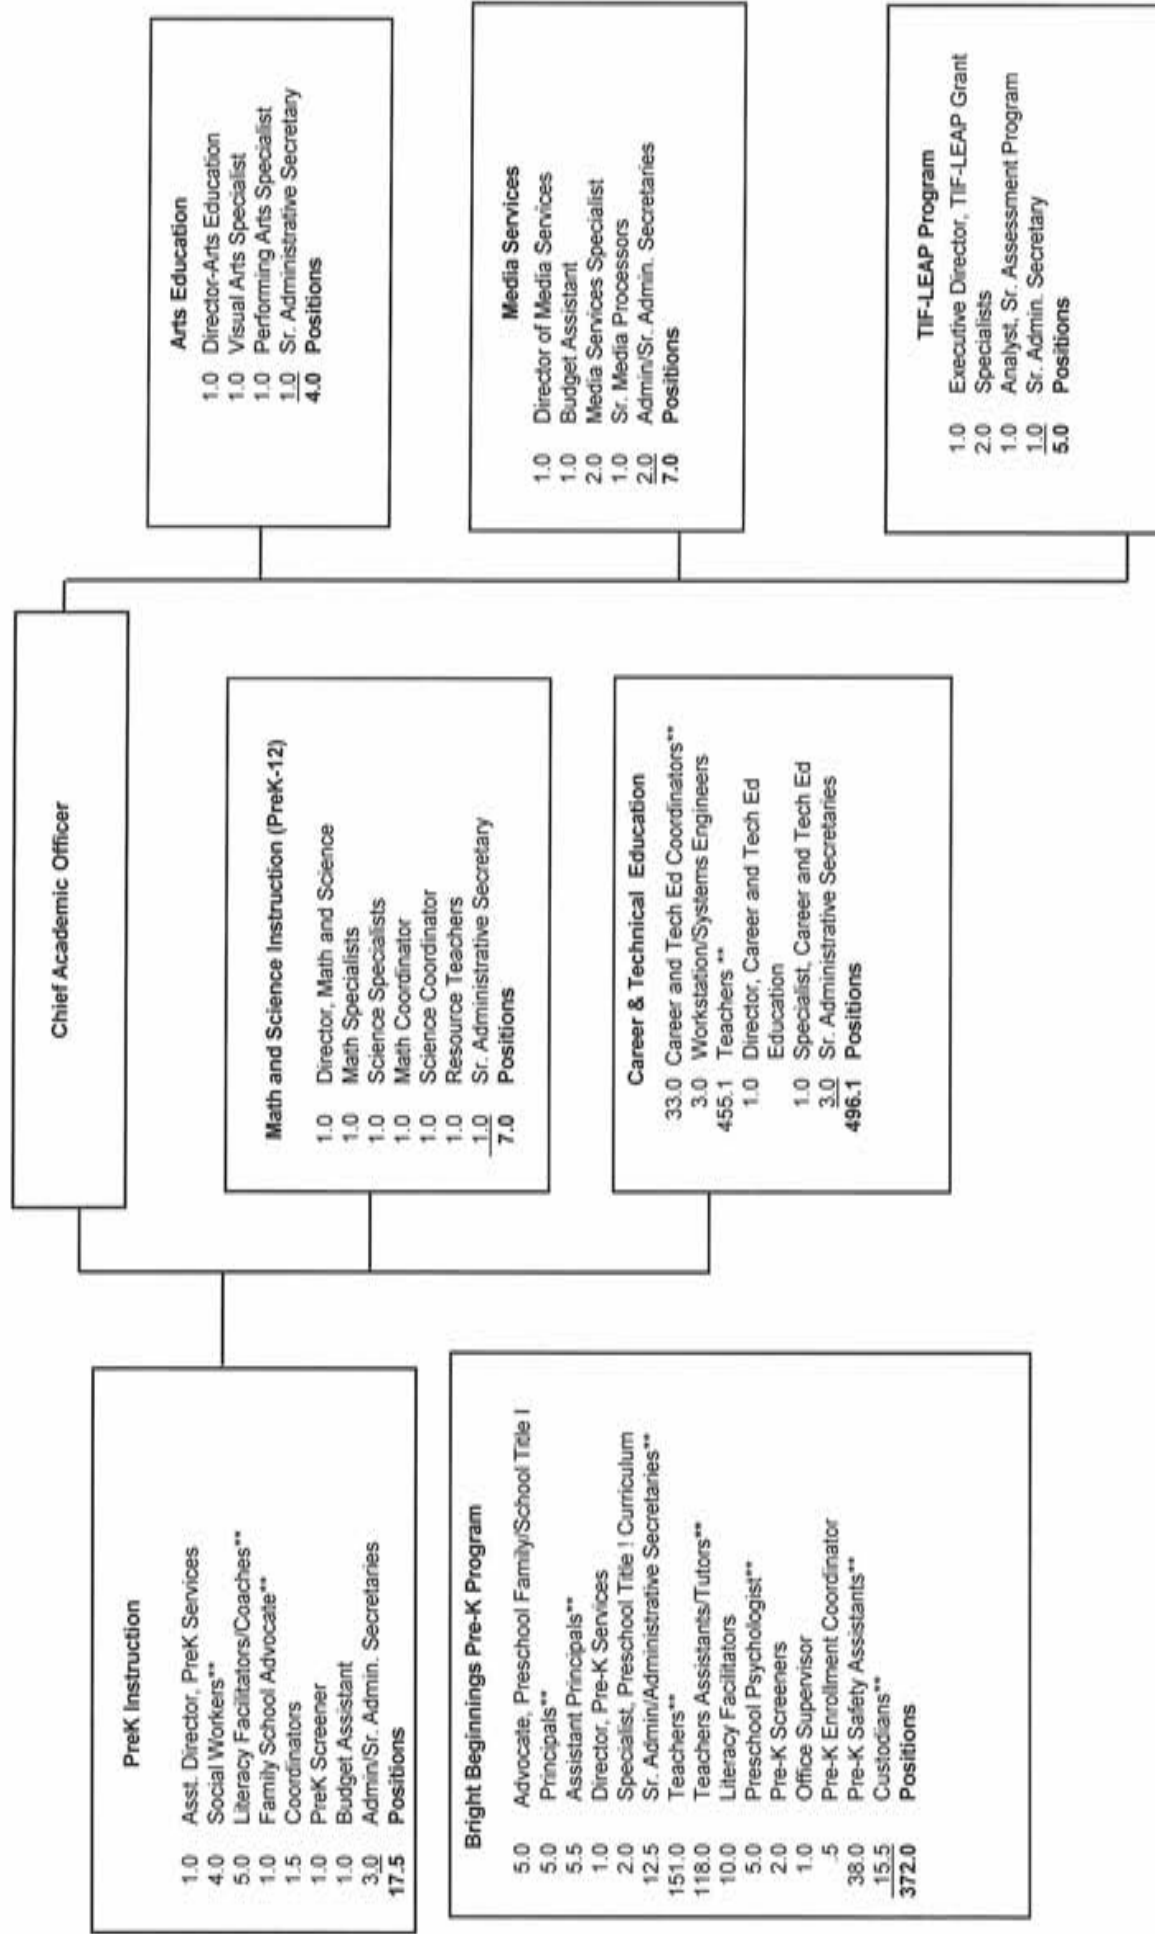 Chief Academic Officer
PreK Instruction
1.0 Asst. Director, PreK Services
4.0 Social Workers**
5.0 Literacy Facilitators/Coaches**
1.0 Family School Advocate**
1.5 Coordinators
1.0 PreK Screener
1.0 Budget Assistant
3.0 Admin/Sr. Admin. Secretaries
17.5 Positions
Bright Beginnings Pre-K Program
5.0 Advocate, Preschool Family/School Title I
5.0 Principals**
5.5 Assistant Principals**
1.0 Director, Pre-K Services
2.0 Specialist, Preschool Title ! Curriculum
12.5 Sr. Admin/Administrative Secretaries**
151.0 Teachers**
118.0 Teachers Assistants/Tutors**
10.0 Literacy Facilitators
5.0 Preschool Psychologist**
2.0 Pre-K Screeners
1.0 Office Supervisor
.5 Pre-K Enrollment Coordinator
38.0 Pre-K Safety Assistants**
15.5 Custodians**
372.0 Positions
Math and Science Instruction (PreK-12)
1.0 Director, Math and Science
1.0 Math Specialists
1.0 Science Specialists
1.0 Math Coordinator
1.0 Science Coordinator
1.0 Resource Teachers
1.0 Sr. Administrative Secretary
7.0 Positions
Career & Technical Education
33.0 Career and Tech Ed Coordinators**
3.0 Workstation/Systems Engineers
455.1 Teachers **
1.0 Director, Career and Tech Ed
Education
1.0 Specialist, Career and Tech Ed
3.0 Sr. Administrative Secretaries
496.1 Positions
Arts Education
1.0 Director-Arts Education
1.0 Visual Arts Specialist
1.0 Performing Arts Specialist
1.0 Sr. Administrative Secretary
4.0 Positions
Media Services
1.0 Director of Media Services
1.0 Budget Assistant
2.0 Media Services Specialist
1.0 Sr. Media Processors
2.0 Admin/Sr. Admin. Secretaries
7.0 Positions
TIF-LEAP Program
1.0 Executive Director, TIF-LEAP Grant
2.0 Specialists
1.0 Analyst, Sr. Assessment Program
1.0 Sr. Admin. Secretary
5.0 Positions